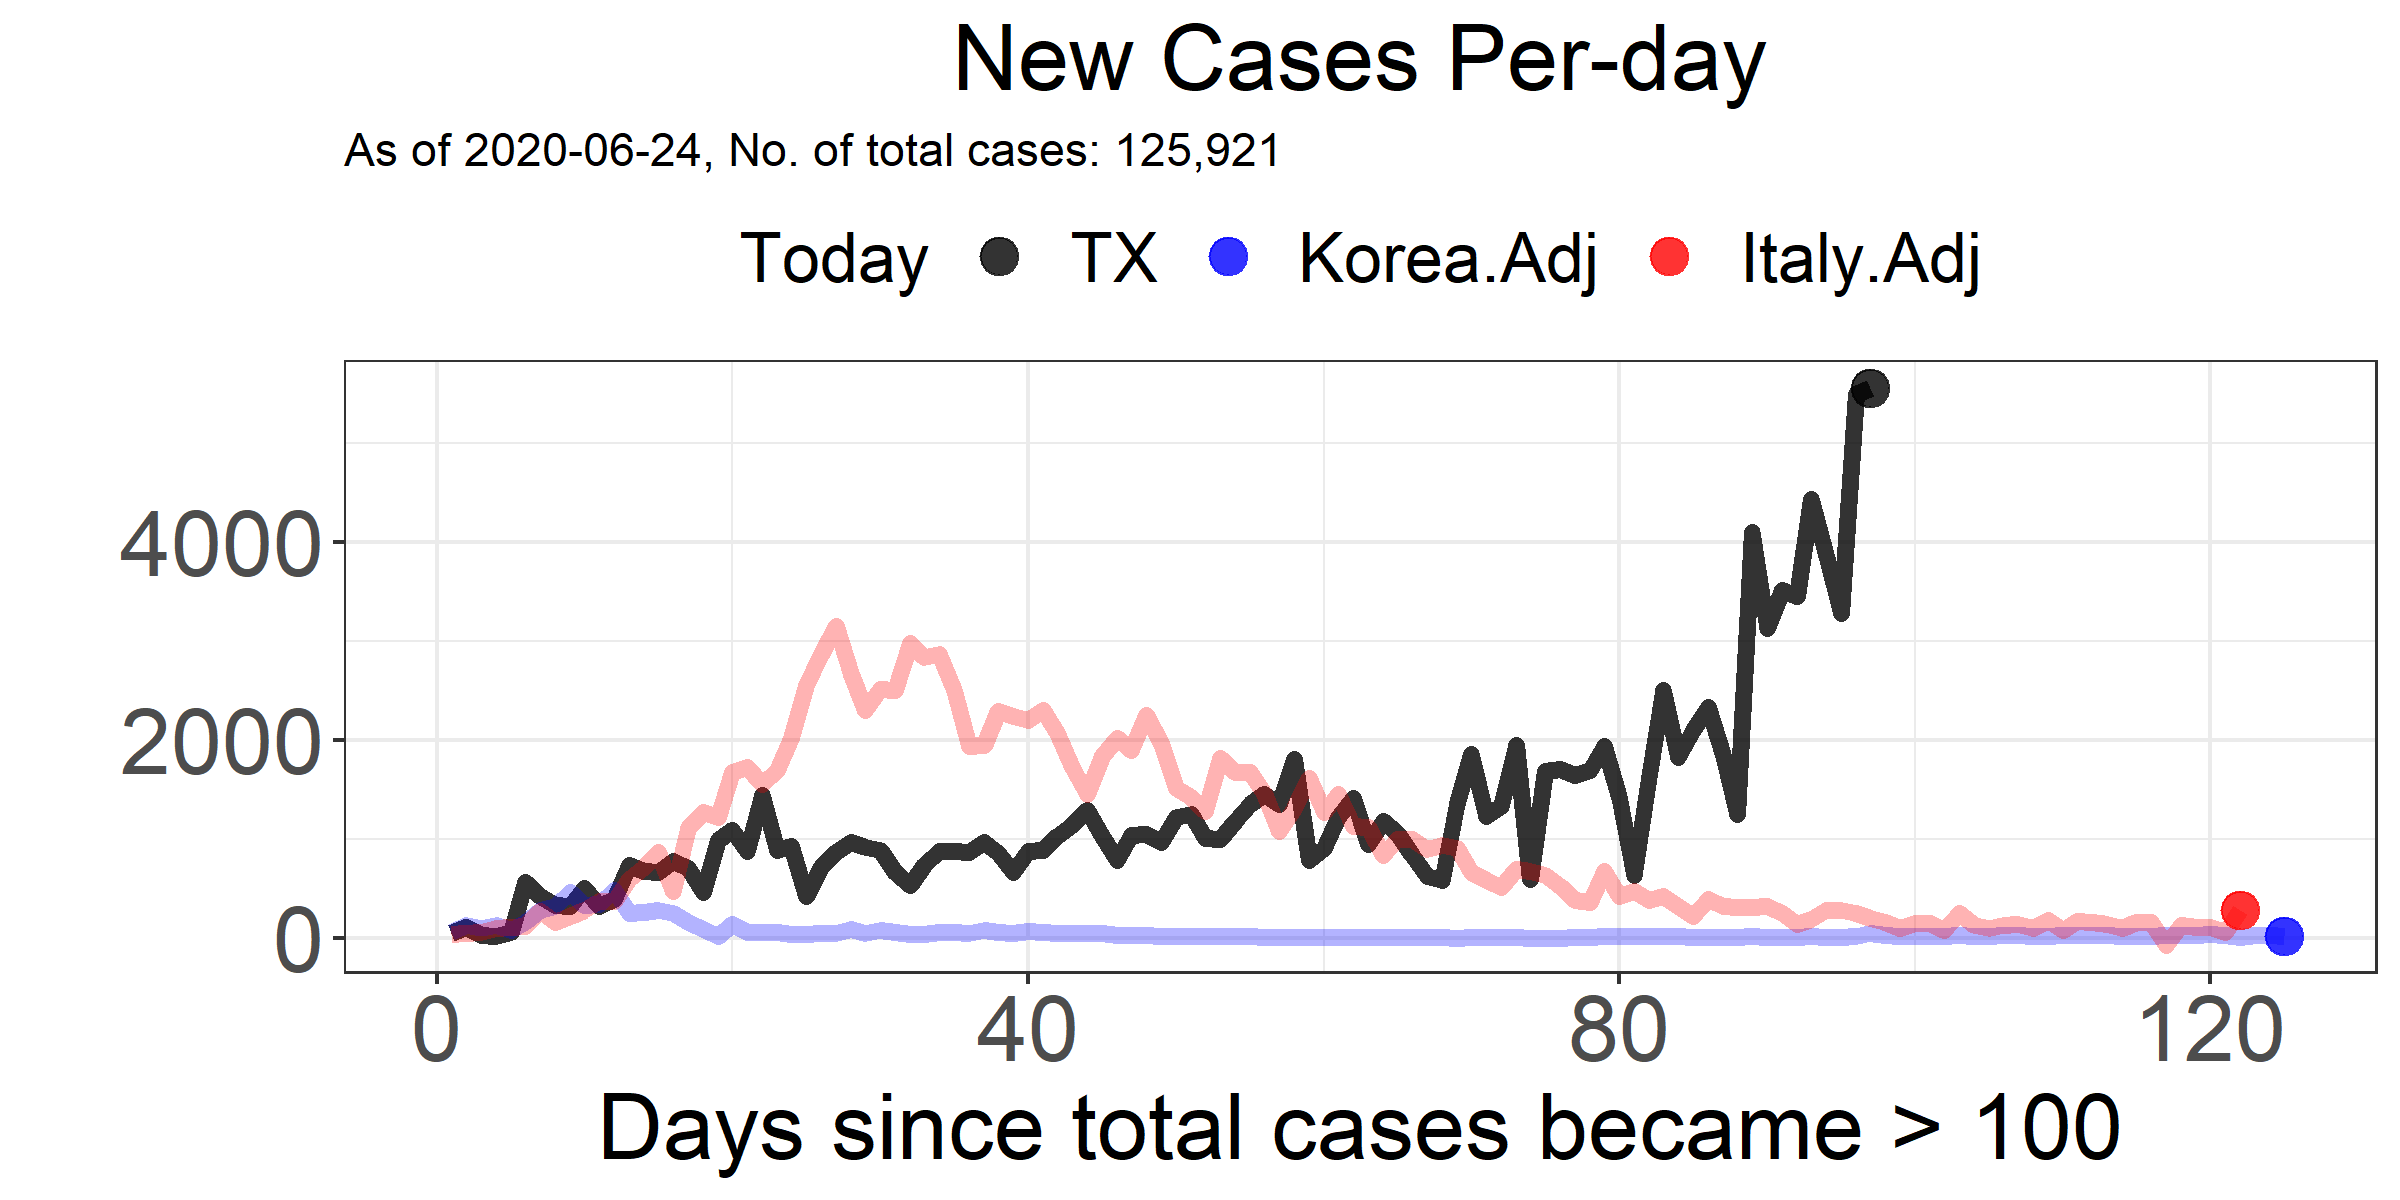 New Cases Per-day
As of 2020-06-24, No. of total cases: 125,921
Today TX Korea.Adj Italy.Adj
4000
2000
0
0 40 80 120
Days since total cases became > 100